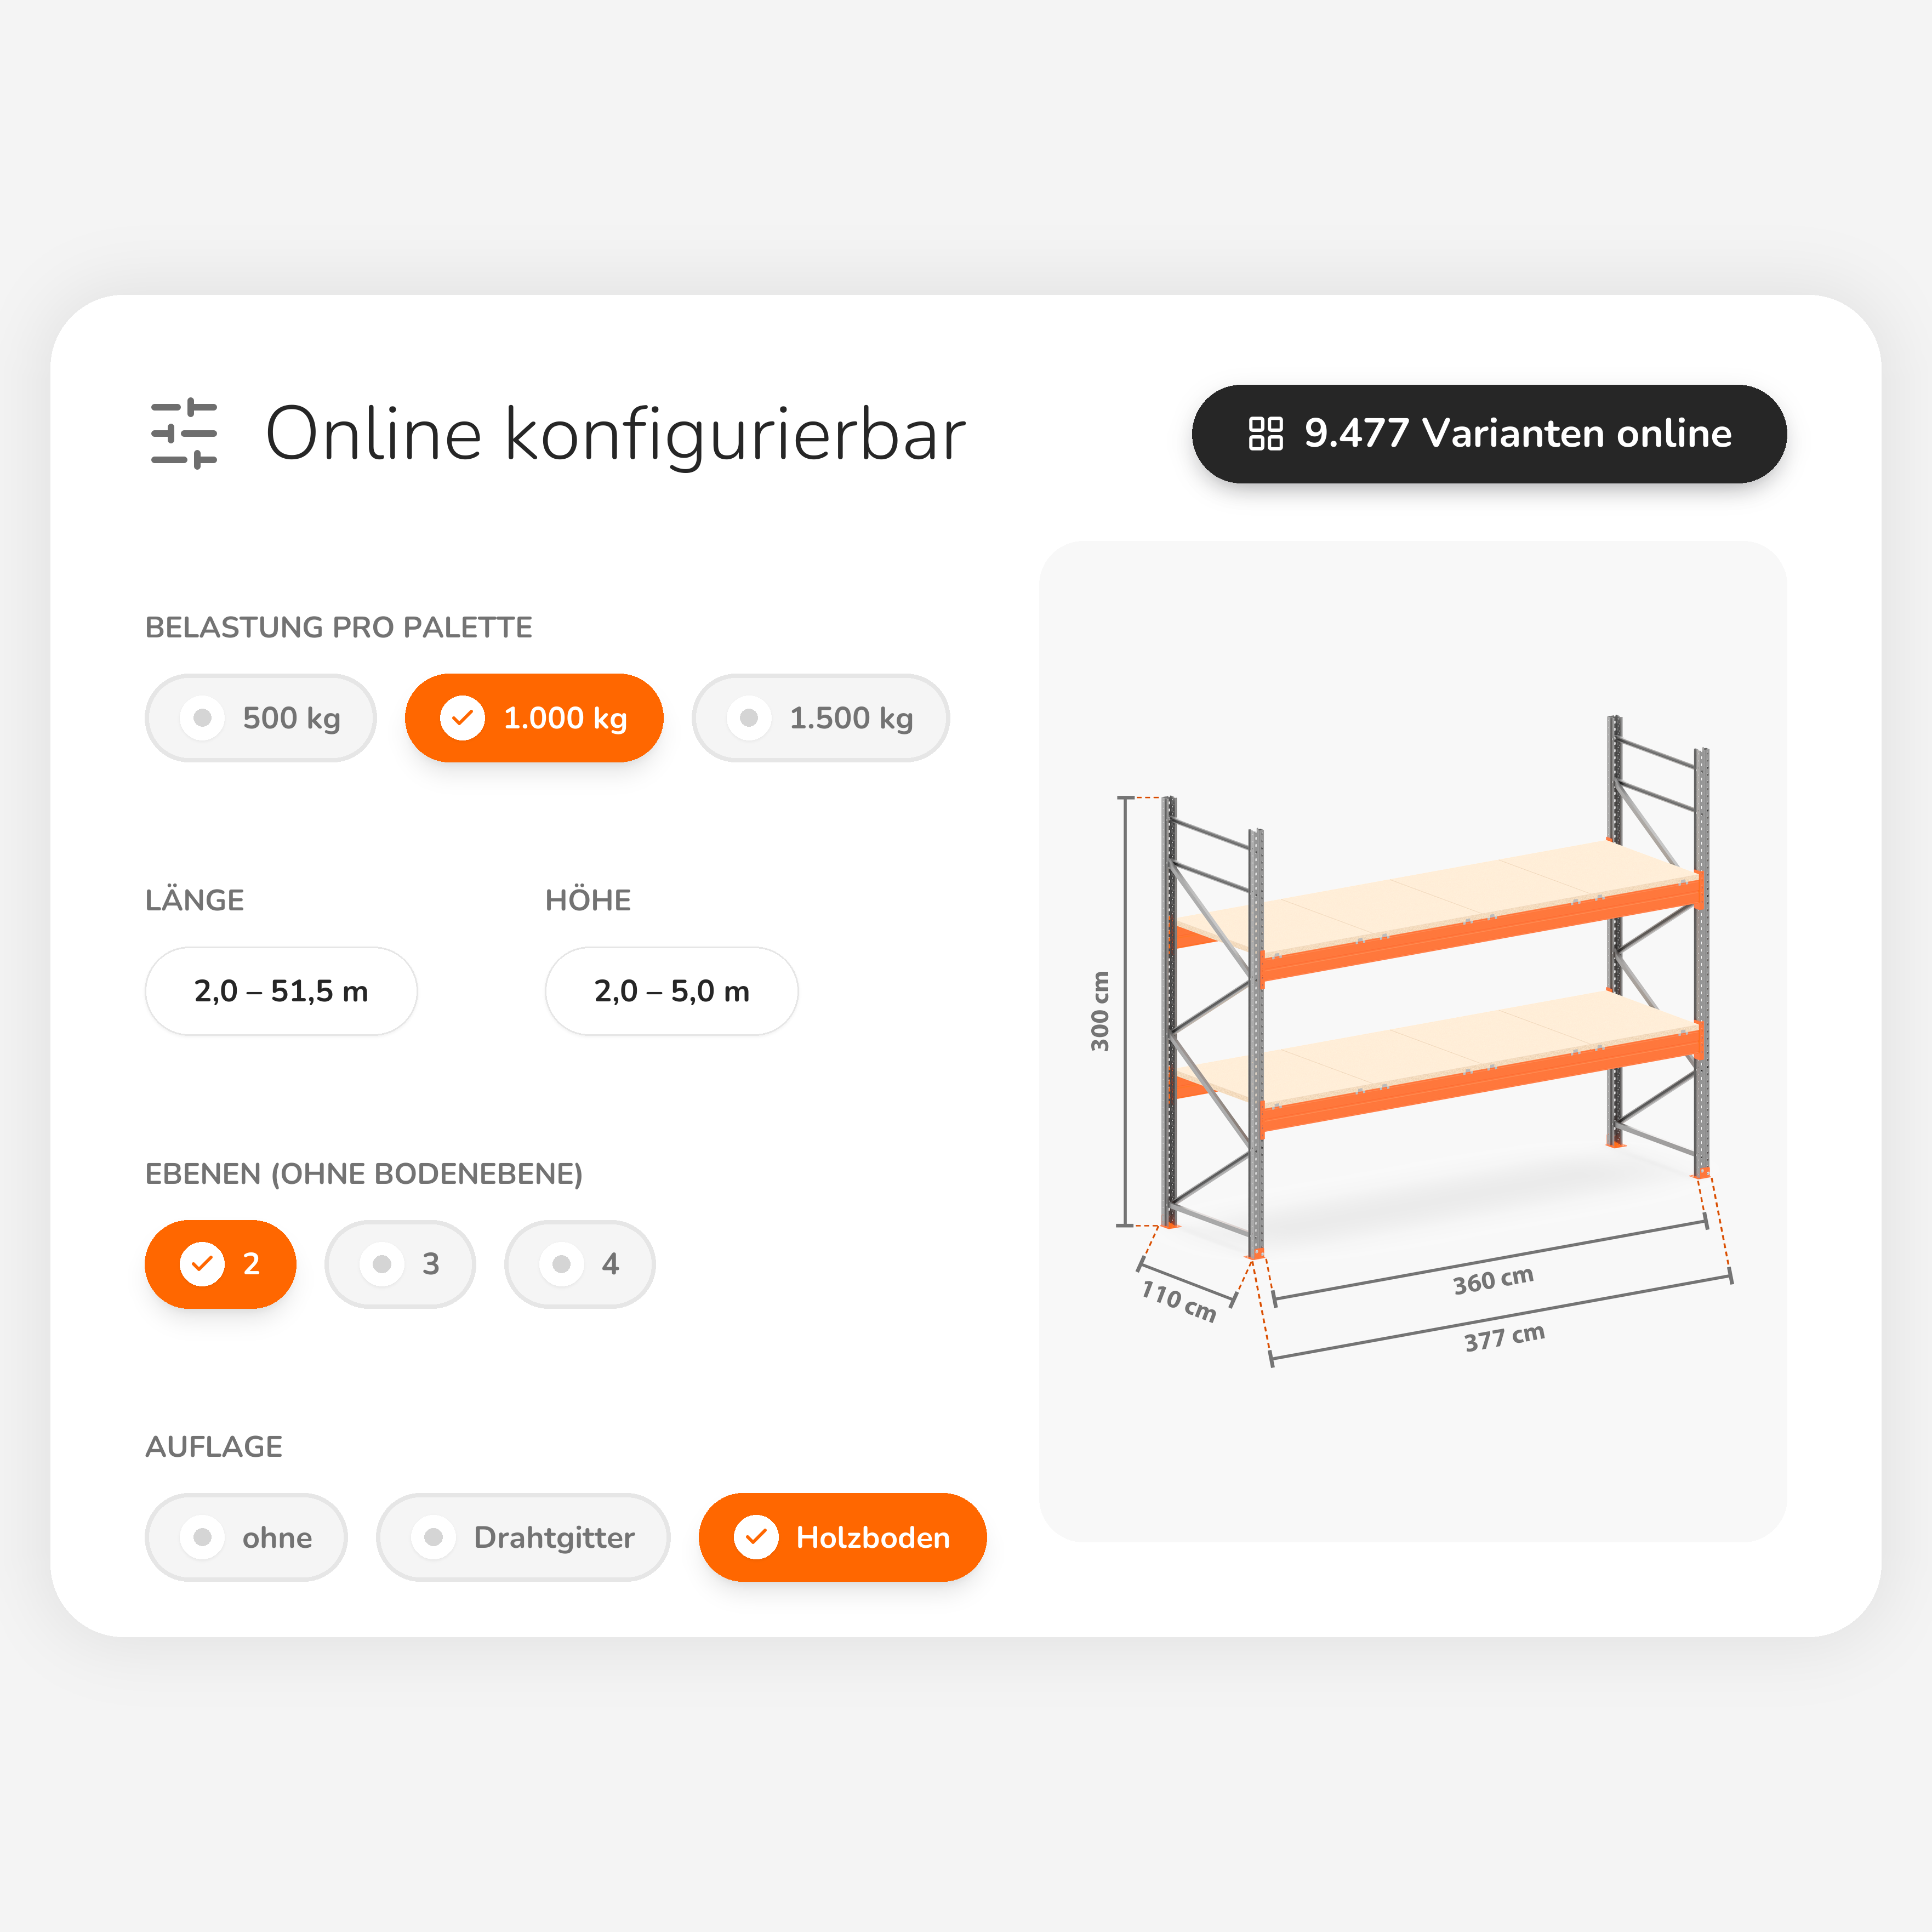 Online konfigurierbar
9.477 Varianten online
BELASTUNG PRO PALETTE
500 kg
1.000 kg
1.500 kg
LÄNGE
HÖHE
2,0 – 51,5 m
2,0 – 5,0 m
EBENEN (OHNE BODENEBENE)
2
3
4
AUFLAGE
ohne
Drahtgitter
Holzboden
300 cm
110 cm
360 cm
377 cm